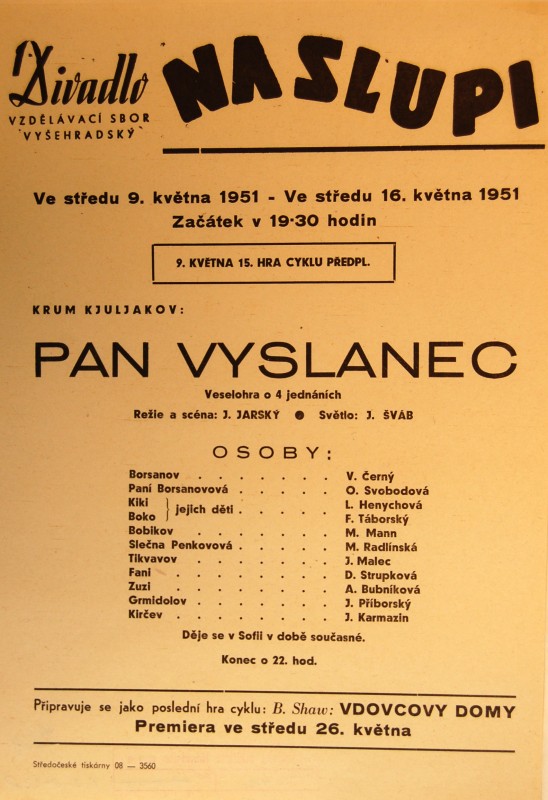 Divadlo NA SLUPI
VZDĚLÁVACÍ SBOR
VYŠEHRADSKÝ
Ve středu 9. května 1951 - Ve středu 16. května 1951
Začátek v 19·30 hodin
9. KVĚTNA 15. HRA CYKLU PŘEDPL.
KRUM KJULJAKOV:
PAN VYSLANEC
Veselohra o 4 jednáních
Režie a scéna: J. JARSKÝ ● Světlo: J. ŠVÁB
OSOBY:
Borsanov . . . . . . . V. Černý
Paní Borsanovová . . . . . O. Svobodová
Kiki } jejich děti . . . . . L. Henychová
Boko F. Táborský
Bobikov . . . . . . . M. Mann
Slečna Penkovová . . . . . M. Radlínská
Tikvavov . . . . . . . J. Malec
Fani . . . . . . . D. Strupková
Zuzi . . . . . . . A. Bubníková
Grmidolov . . . . . . J. Příborský
Kirčev . . . . . . . J. Karmazin
Děje se v Sofii v době současné.
Konec o 22. hod.
Připravuje se jako poslední hra cyklu: B. Shaw: VDOVCOVY DOMY
Premiera ve středu 26. května
Středočeské tiskárny 08 — 3560